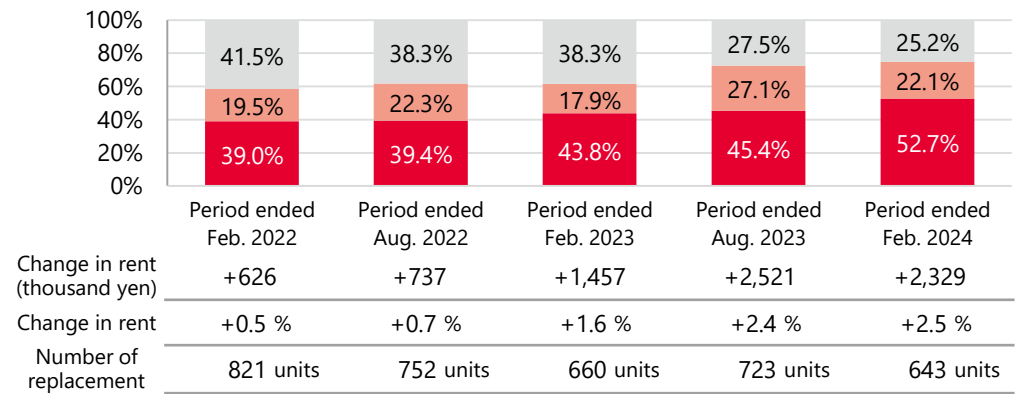 100%
80%
60%
40%
20%
0%
41.5% 38.3% 38.3% 27.5% 25.2%
19.5% 22.3% 17.9% 27.1% 22.1%
39.0% 39.4% 43.8% 45.4% 52.7%
Period ended Period ended Period ended Period ended Period ended
Feb. 2022 Aug. 2022 Feb. 2023 Aug. 2023 Feb. 2024
Change in rent
(thousand yen) +626 +737 +1,457 +2,521 +2,329
Change in rent +0.5 % +0.7 % +1.6 % +2.4 % +2.5 %
Number of
replacement 821 units 752 units 660 units 723 units 643 units